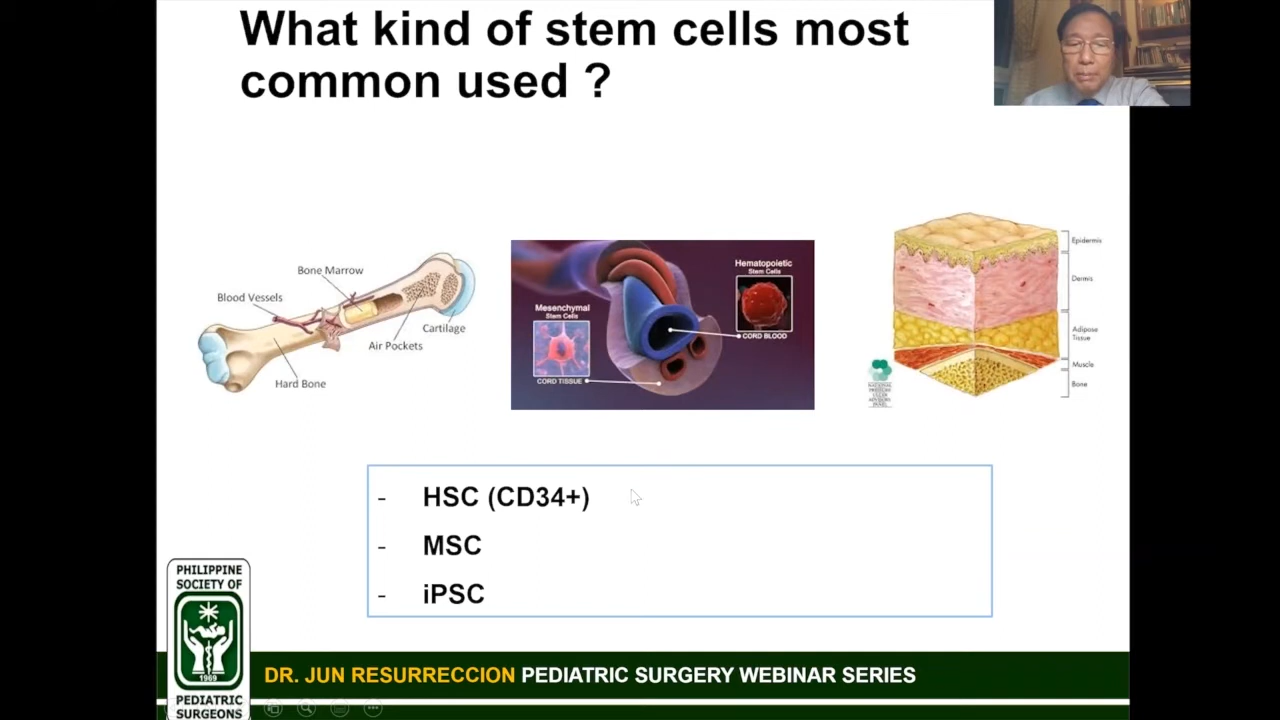 What kind of stem cells most
common used ?
Bone Marrow
Blood Vessels
Cartilage
Air Pockets
Hard Bone
Hematopoietic
Stem Cells
Mesenchymal
Stem Cells
CORD BLOOD
CORD TISSUE
Epidermis
Dermis
Adipose
Tissue
Muscle
Bone
- HSC (CD34+)
- MSC
- iPSC
PHILIPPINE
SOCIETY OF
1969
PEDIATRIC
SURGEONS
DR. JUN RESURRECCION PEDIATRIC SURGERY WEBINAR SERIES